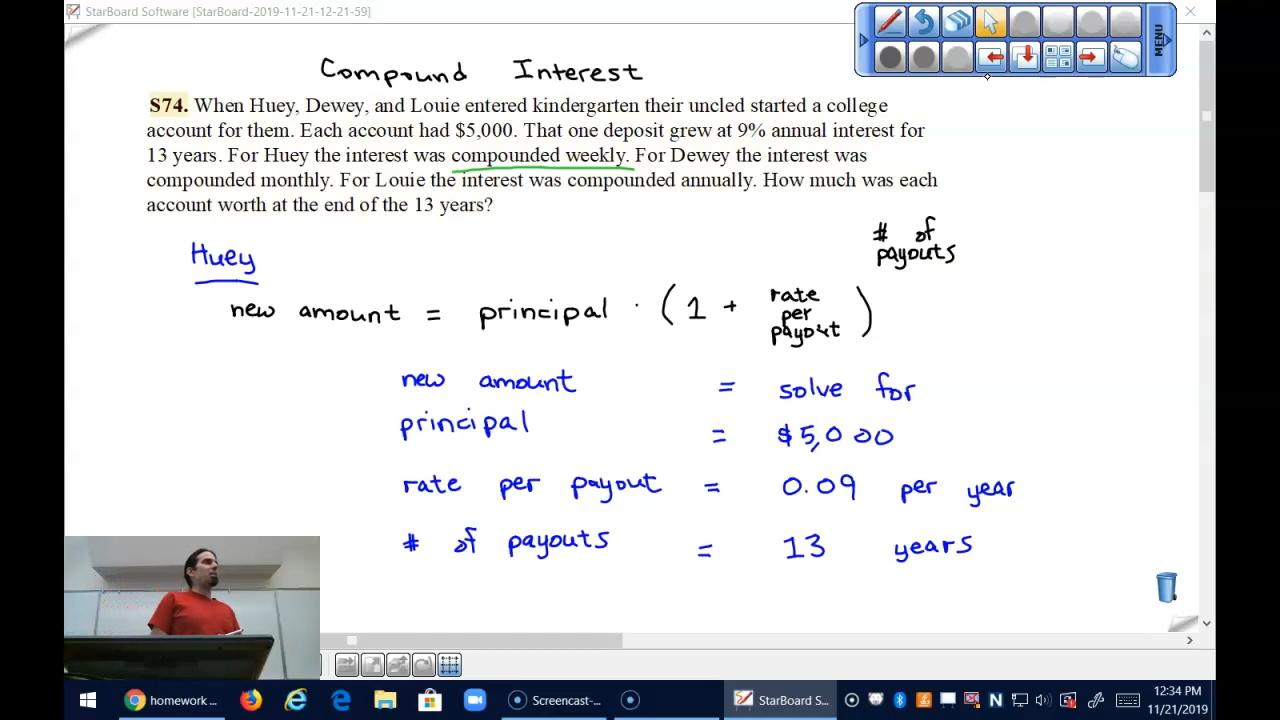 StarBoard Software [StarBoard-2019-11-21-12-21-59]
MENU
Compound Interest
S74. When Huey, Dewey, and Louie entered kindergarten their uncled started a college
account for them. Each account had $5,000. That one deposit grew at 9% annual interest for
13 years. For Huey the interest was compounded weekly. For Dewey the interest was
compounded monthly. For Louie the interest was compounded annually. How much was each
account worth at the end of the 13 years?
Huey
# of
payouts
new amount = principal · ( 1 + rate per payout )
new amount = solve for
principal = $5,000
rate per payout = 0.09 per year
# of payouts = 13 years
homework ...
Screencast-...
StarBoard S...
12:34 PM
11/21/2019